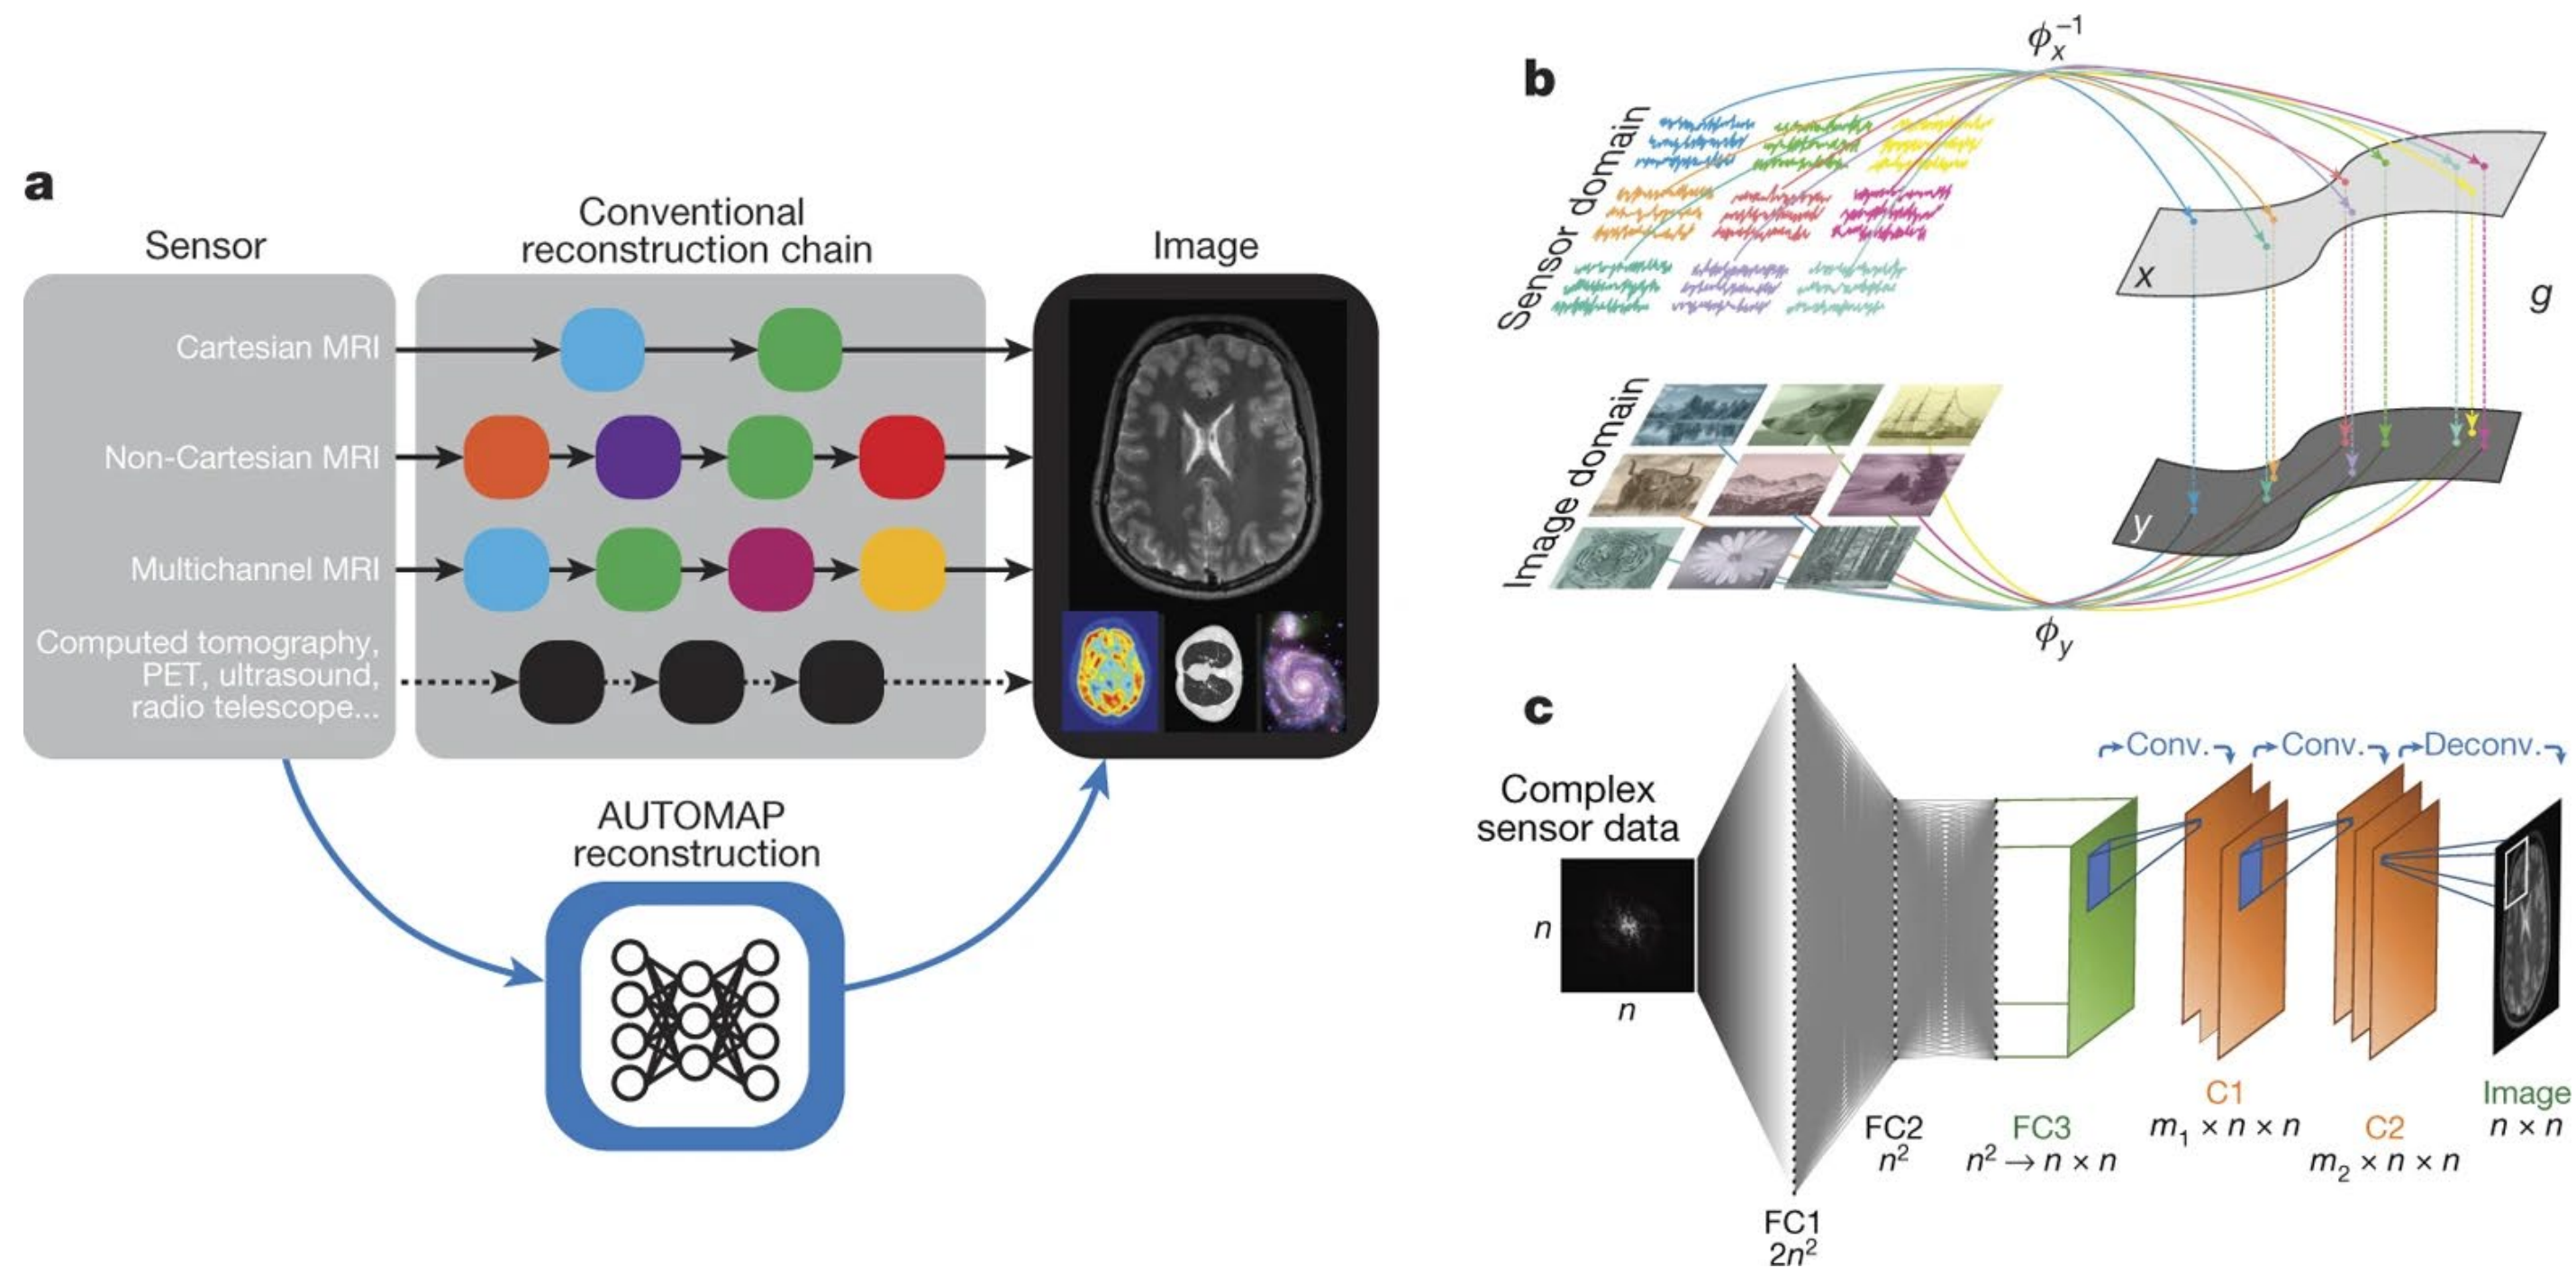 a
Sensor
Conventional
reconstruction chain
Image
Cartesian MRI
Non-Cartesian MRI
Multichannel MRI
Computed tomography,
PET, ultrasound,
radio telescope...
AUTOMAP
reconstruction
b
ϕₓ⁻¹
Sensor domain
x
g
Image domain
y
ϕᵧ
c
Complex
sensor data
n
n
Conv.
Conv.
Deconv.
FC1
2n²
FC2
n²
FC3
n² → n × n
C1
m₁ × n × n
C2
m₂ × n × n
Image
n × n